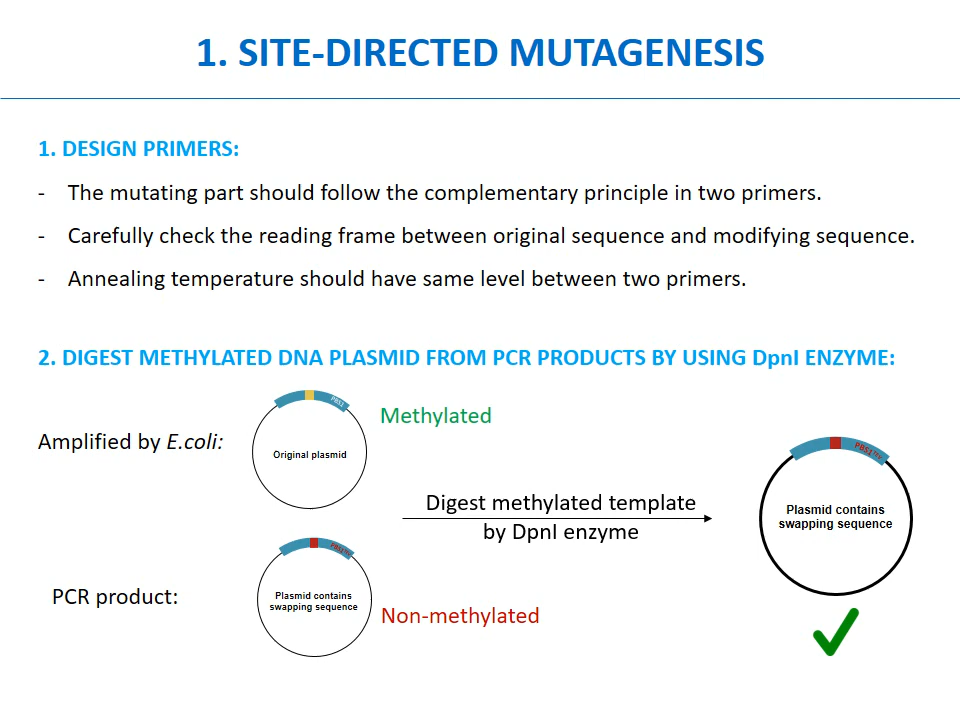 1. SITE-DIRECTED MUTAGENESIS
1. DESIGN PRIMERS:
- The mutating part should follow the complementary principle in two primers.
- Carefully check the reading frame between original sequence and modifying sequence.
- Annealing temperature should have same level between two primers.
2. DIGEST METHYLATED DNA PLASMID FROM PCR PRODUCTS BY USING DpnI ENZYME:
PBS1
Methylated
Amplified by E.coli:
Original plasmid
PBS1
Plasmid contains
swapping sequence
Digest methylated template
by DpnI enzyme
PCR product:
Plasmid contains
swapping sequence
Non-methylated